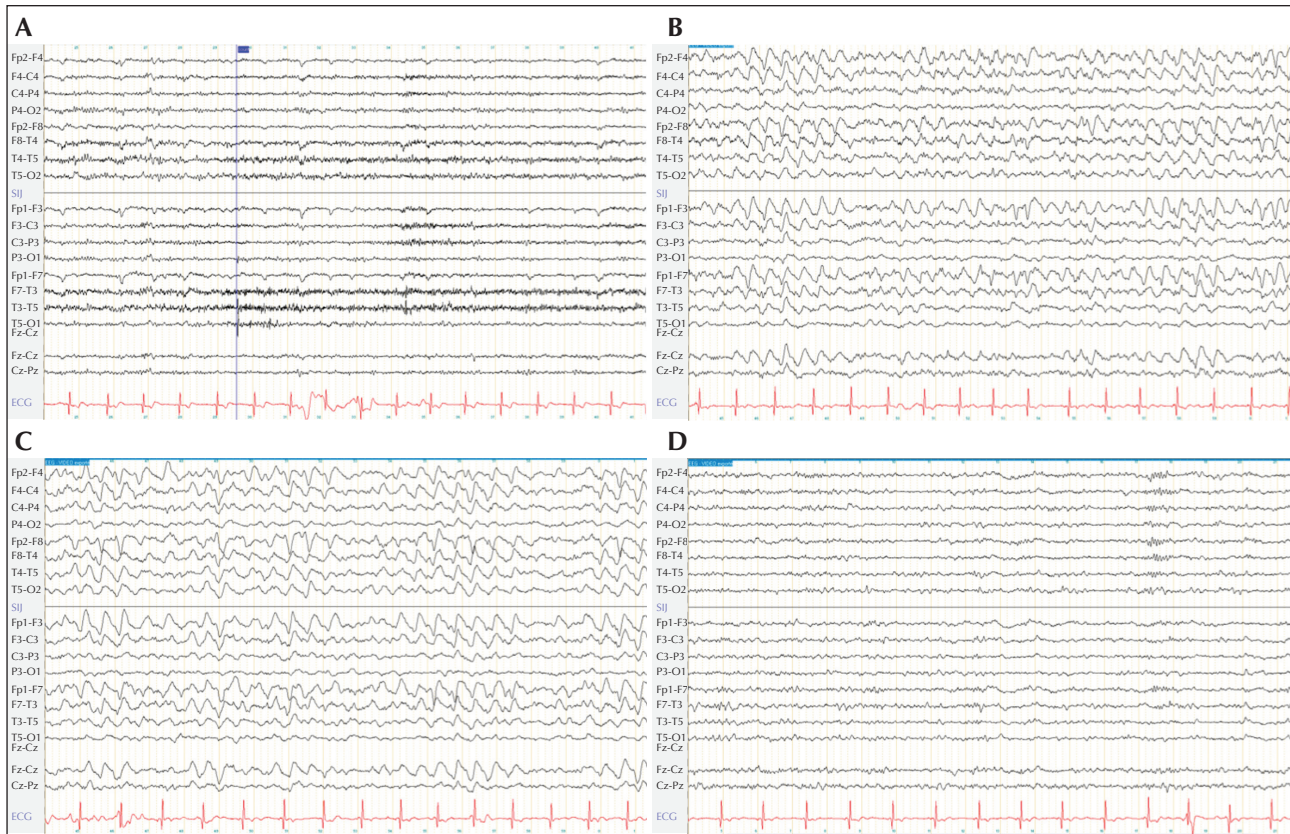 A
Fp2-F4
F4-C4
C4-P4
P4-O2
Fp2-F8
F8-T4
T4-T5
T5-O2
SIJ
Fp1-F3
F3-C3
C3-P3
P3-O1
Fp1-F7
F7-T3
T3-T5
T5-O1
Fz-Cz
Fz-Cz
Cz-Pz
ECG
B
Fp2-F4
F4-C4
C4-P4
P4-O2
Fp2-F8
F8-T4
T4-T5
T5-O2
SIJ
Fp1-F3
F3-C3
C3-P3
P3-O1
Fp1-F7
F7-T3
T3-T5
T5-O1
Fz-Cz
Fz-Cz
Cz-Pz
ECG
C
Fp2-F4
F4-C4
C4-P4
P4-O2
Fp2-F8
F8-T4
T4-T5
T5-O2
SIJ
Fp1-F3
F3-C3
C3-P3
P3-O1
Fp1-F7
F7-T3
T3-T5
T5-O1
Fz-Cz
Fz-Cz
Cz-Pz
ECG
D
Fp2-F4
F4-C4
C4-P4
P4-O2
Fp2-F8
F8-T4
T4-T5
T5-O2
SIJ
Fp1-F3
F3-C3
C3-P3
P3-O1
Fp1-F7
F7-T3
T3-T5
T5-O1
Fz-Cz
Fz-Cz
Cz-Pz
ECG